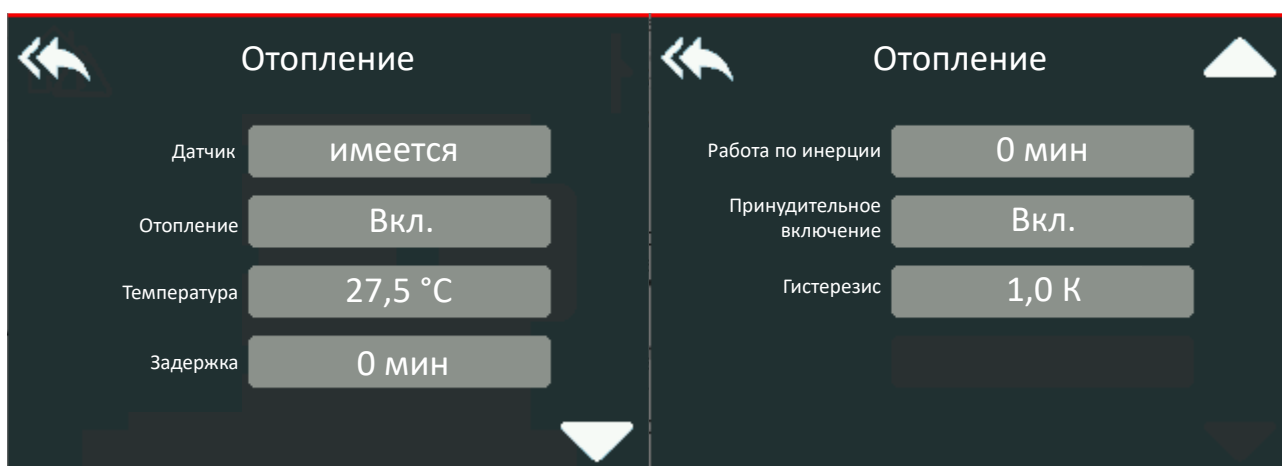 Отопление
Датчик имеется
Отопление Вкл.
Температура 27,5 °C
Задержка 0 мин
Отопление
Работа по инерции 0 мин
Принудительное
включение Вкл.
Гистерезис 1,0 К